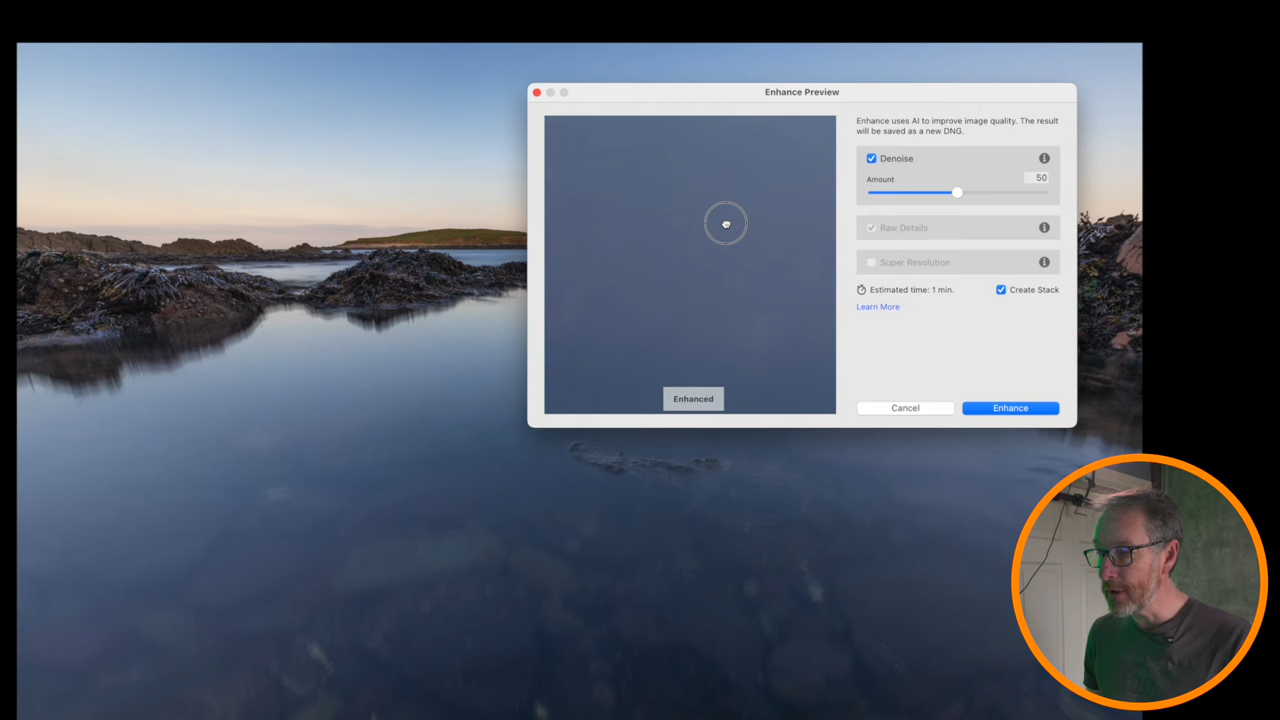 Enhance Preview
Enhance uses AI to improve image quality. The result
will be saved as a new DNG.
Denoise
Amount
50
Raw Details
Super Resolution
Estimated time: 1 min.
Create Stack
Learn More
Enhanced
Cancel
Enhance